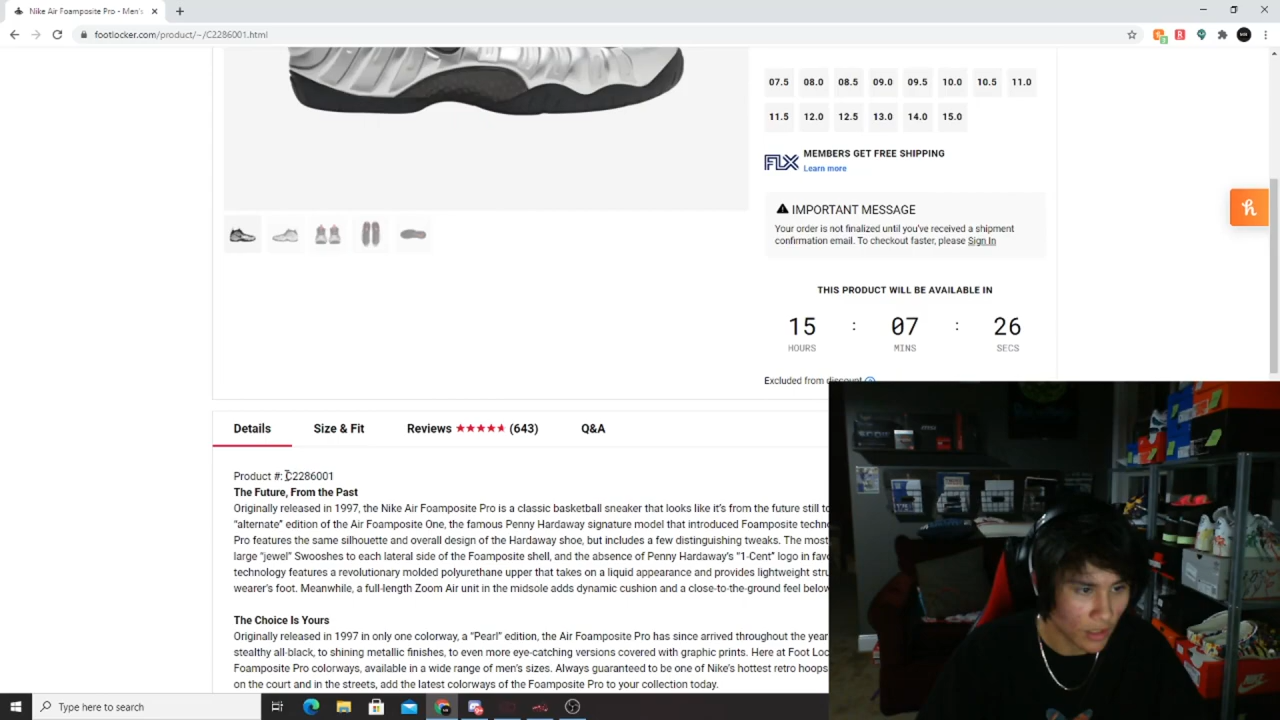 Nike Air Foamposite Pro - Men's
footlocker.com/product/~/C2286001.html
07.5 08.0 08.5 09.0 09.5 10.0 10.5 11.0
11.5 12.0 12.5 13.0 14.0 15.0
FLX MEMBERS GET FREE SHIPPING
Learn more
IMPORTANT MESSAGE
Your order is not finalized until you've received a shipment
confirmation email. To checkout faster, please Sign In
THIS PRODUCT WILL BE AVAILABLE IN
15 : 07 : 26
HOURS MINS SECS
Excluded from discount
Details Size & Fit Reviews (643) Q&A
Product #: C2286001
The Future, From the Past
Originally released in 1997, the Nike Air Foamposite Pro is a classic basketball sneaker that looks like it's from the future still to
"alternate" edition of the Air Foamposite One, the famous Penny Hardaway signature model that introduced Foamposite
Pro features the same silhouette and overall design of the Hardaway shoe, but includes a few distinguishing tweaks. The most
large "jewel" Swooshes to each lateral side of the Foamposite shell, and the absence of Penny Hardaway's "1-Cent" logo in
technology features a revolutionary molded polyurethane upper that takes on a liquid appearance and provides lightweight
wearer's foot. Meanwhile, a full-length Zoom Air unit in the midsole adds dynamic cushion and a close-to-the-ground feel
The Choice Is Yours
Originally released in 1997 in only one colorway, a "Pearl" edition, the Air Foamposite Pro has since arrived throughout the
stealthy all-black, to shining metallic finishes, to even more eye-catching versions covered with graphic prints. Here at Foot
Foamposite Pro colorways, available in a wide range of men's sizes. Always guaranteed to be one of Nike's hottest retro hoops
on the court and in the streets, add the latest colorways of the Foamposite Pro to your collection today.
Type here to search